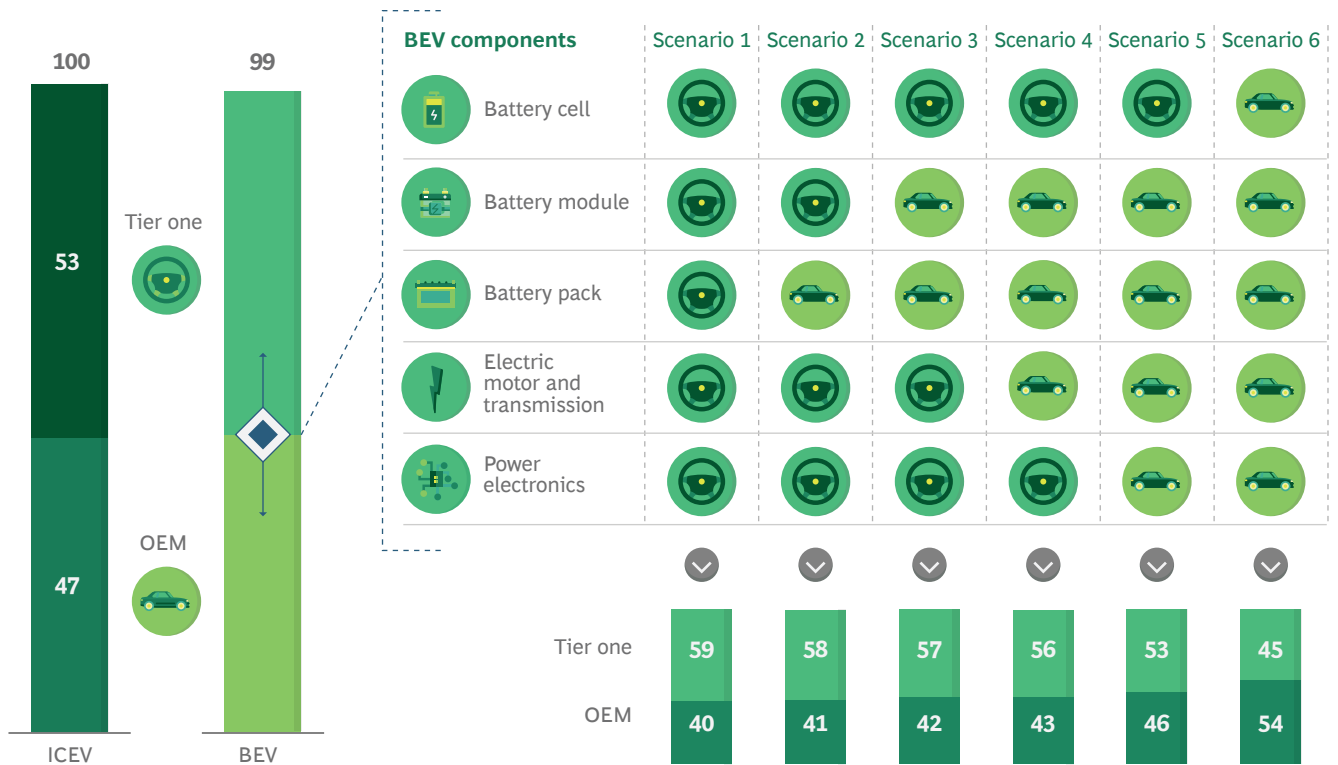 100
99
53
47
Tier one
OEM
ICEV
BEV
BEV components
Scenario 1
Scenario 2
Scenario 3
Scenario 4
Scenario 5
Scenario 6
Battery cell
Battery module
Battery pack
Electric
motor and
transmission
Power
electronics
Tier one
59
58
57
56
53
45
OEM
40
41
42
43
46
54